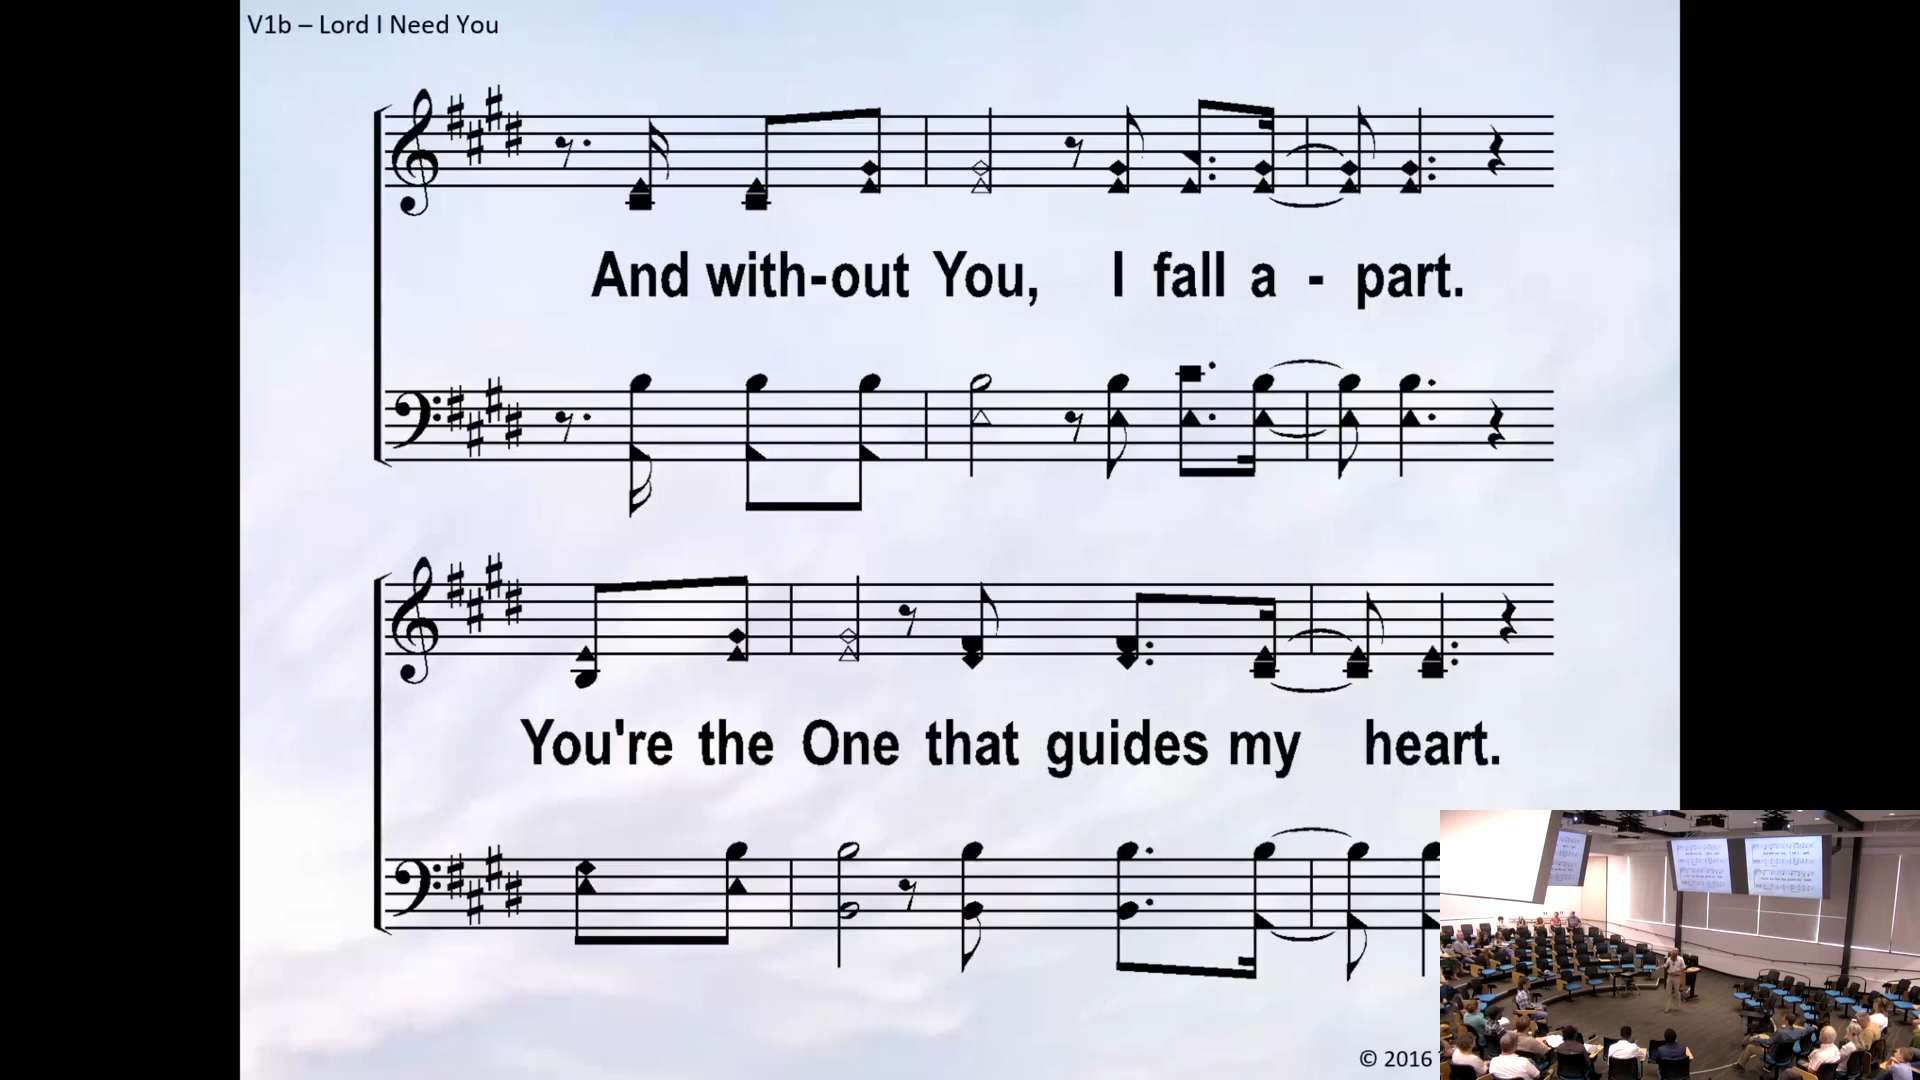 V1b – Lord I Need You
And with-out You, I fall a - part.
You're the One that guides my heart.
© 2016